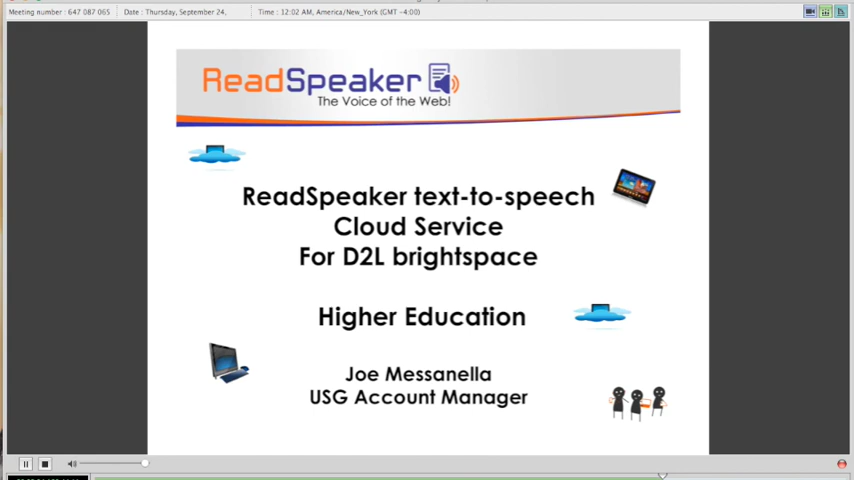 Meeting number : 647 087 065 Date : Thursday, September 24, Time : 12:02 AM, America/New_York (GMT -4:00)
ReadSpeaker
The Voice of the Web!
ReadSpeaker text-to-speech
Cloud Service
For D2L brightspace
Higher Education
Joe Messanella
USG Account Manager